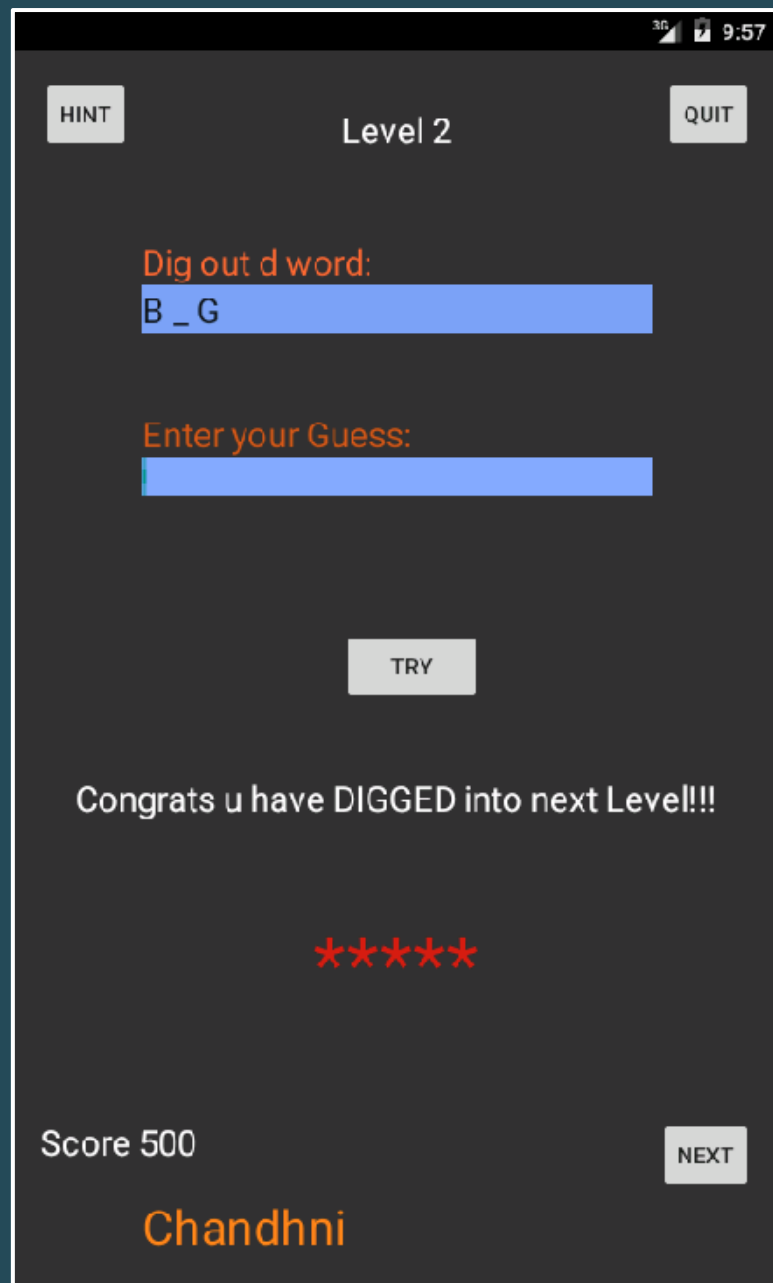 3G 9:57
HINT
Level 2
QUIT
Dig out d word:
B _ G
Enter your Guess:
TRY
Congrats u have DIGGED into next Level!!!
*****
Score 500
NEXT
Chandhni